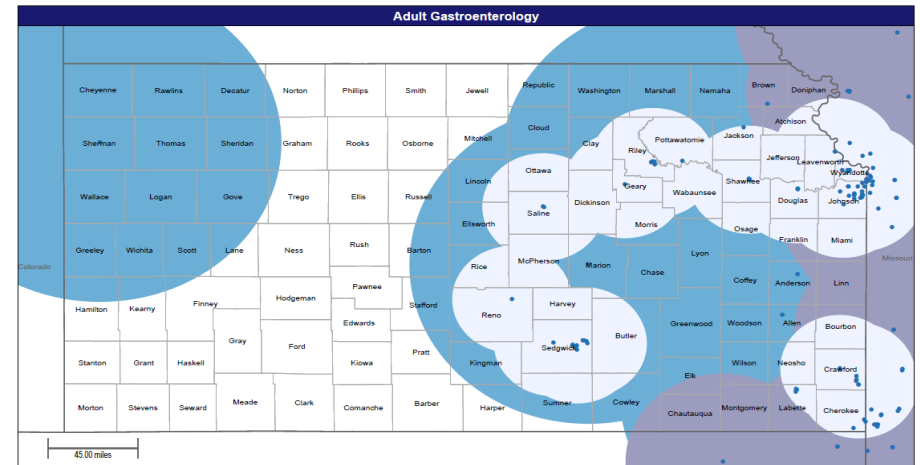 Adult Gastroenterology
Cheyenne Rawlins Decatur Norton Phillips Smith Jewell Republic Washington Marshall Nemaha Brown Doniphan
Atchison
Sherman Thomas Sheridan Graham Rooks Osborne Mitchell Cloud Clay Riley Pottawatomie Jackson Jefferson Leavenworth
Wyandotte
Ottawa
Wallace Logan Gove Trego Ellis Russell Lincoln Saline Dickinson Geary Wabaunsee Shawnee Douglas Johnson
Ellsworth Morris Osage
Greeley Wichita Scott Lane Ness Rush Barton McPherson Marion Chase Lyon Franklin Miami
Colorado Missouri
Rice
Hamilton Kearny Finney Hodgeman Pawnee Stafford Reno Harvey Butler Coffey Anderson Linn
Edwards
Gray Ford Greenwood Woodson Allen Bourbon
Stanton Grant Haskell Kiowa Pratt Kingman Sedgwick Elk Wilson Neosho Crawford
Morton Stevens Seward Meade Clark Comanche Barber Harper Sumner Cowley Chautauqua Montgomery Labette Cherokee
45.00 miles